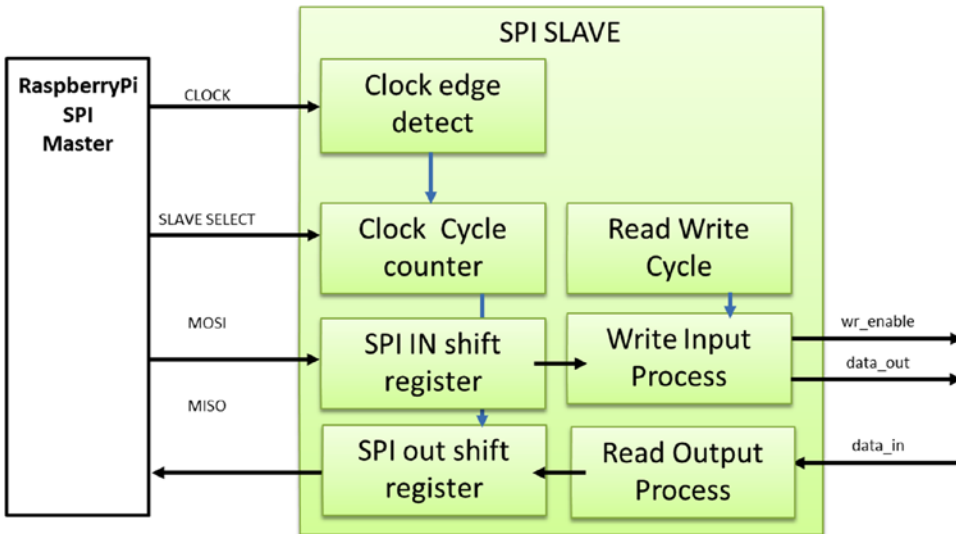 SPI SLAVE
RaspberryPi
SPI
Master
CLOCK
Clock edge
detect
SLAVE SELECT
Clock Cycle
counter
Read Write
Cycle
MOSI
SPI IN shift
register
Write Input
Process
wr_enable
data_out
MISO
SPI out shift
register
Read Output
Process
data_in